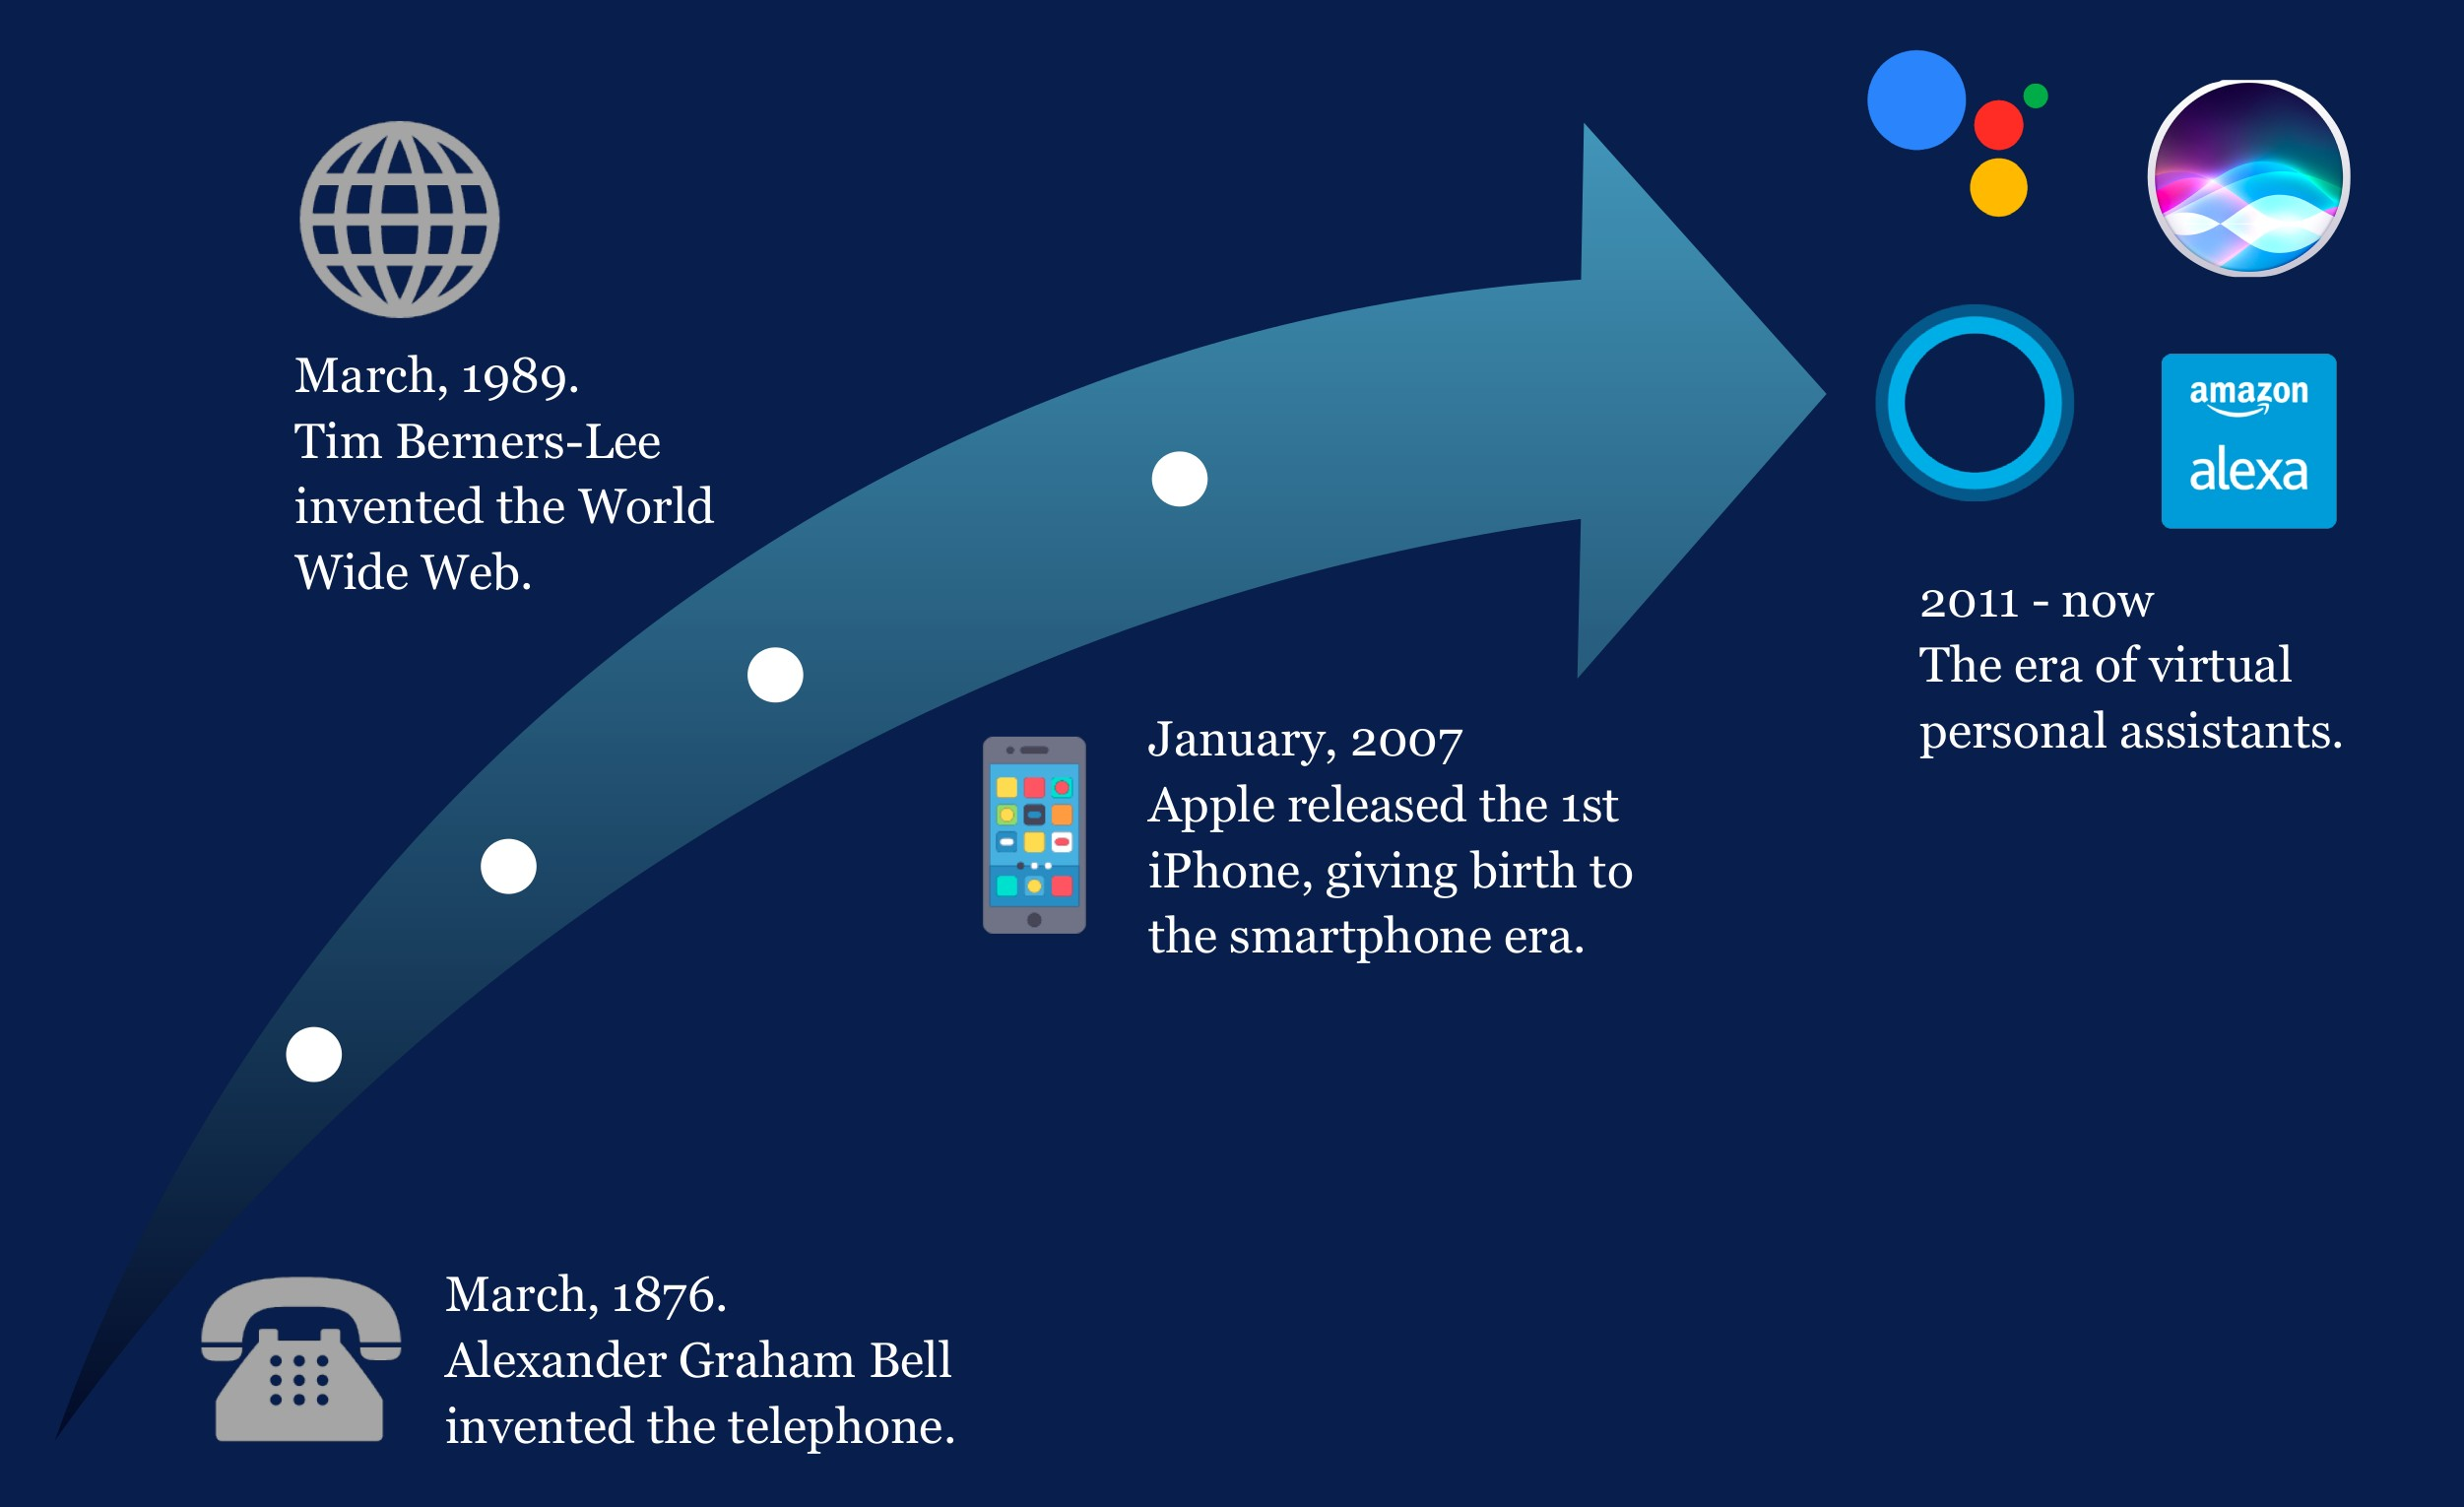 March, 1989.
Tim Berners-Lee
invented the World
Wide Web.
amazon
alexa
2011 - now
The era of virtual
personal assistants.
January, 2007
Apple released the 1st
iPhone, giving birth to
the smartphone era.
March, 1876.
Alexander Graham Bell
invented the telephone.